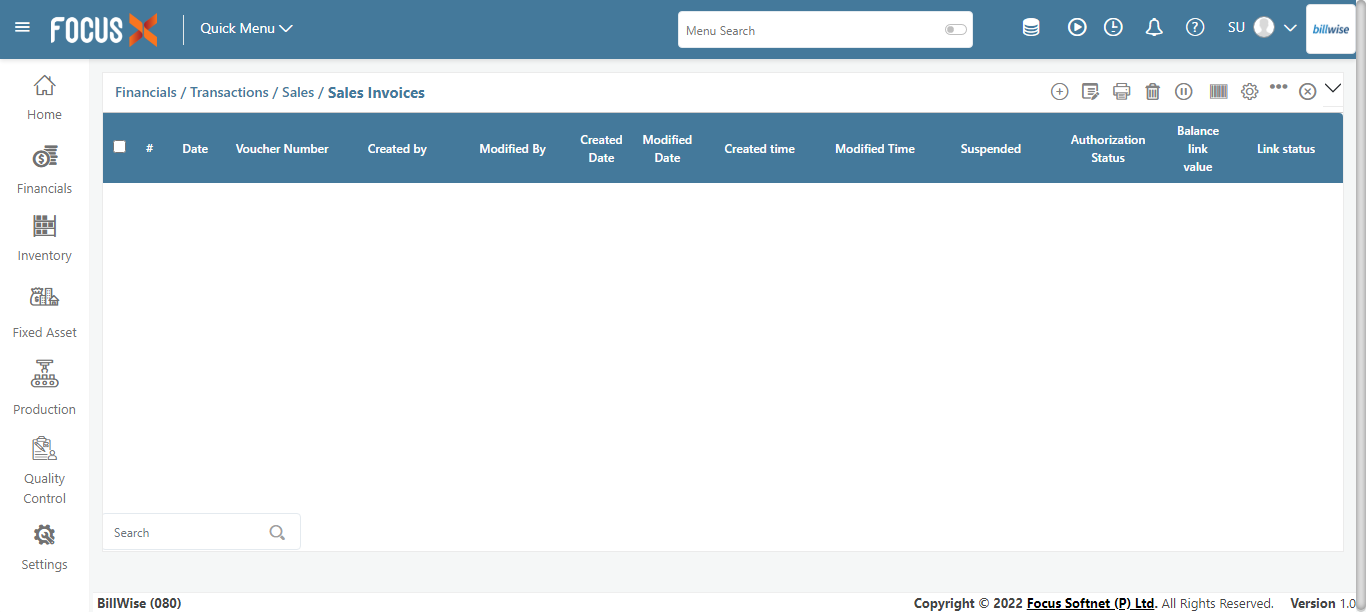 FOCUS X
Quick Menu
Menu Search
SU
billwise
Home
Financials
Inventory
Fixed Asset
Production
Quality
Control
Settings
Financials / Transactions / Sales / Sales Invoices
# Date Voucher Number Created by Modified By Created Date Modified Date Created time Modified Time Suspended Authorization Status Balance link value Link status
Search
BillWise (080)
Copyright © 2022 Focus Softnet (P) Ltd. All Rights Reserved. Version 1.0